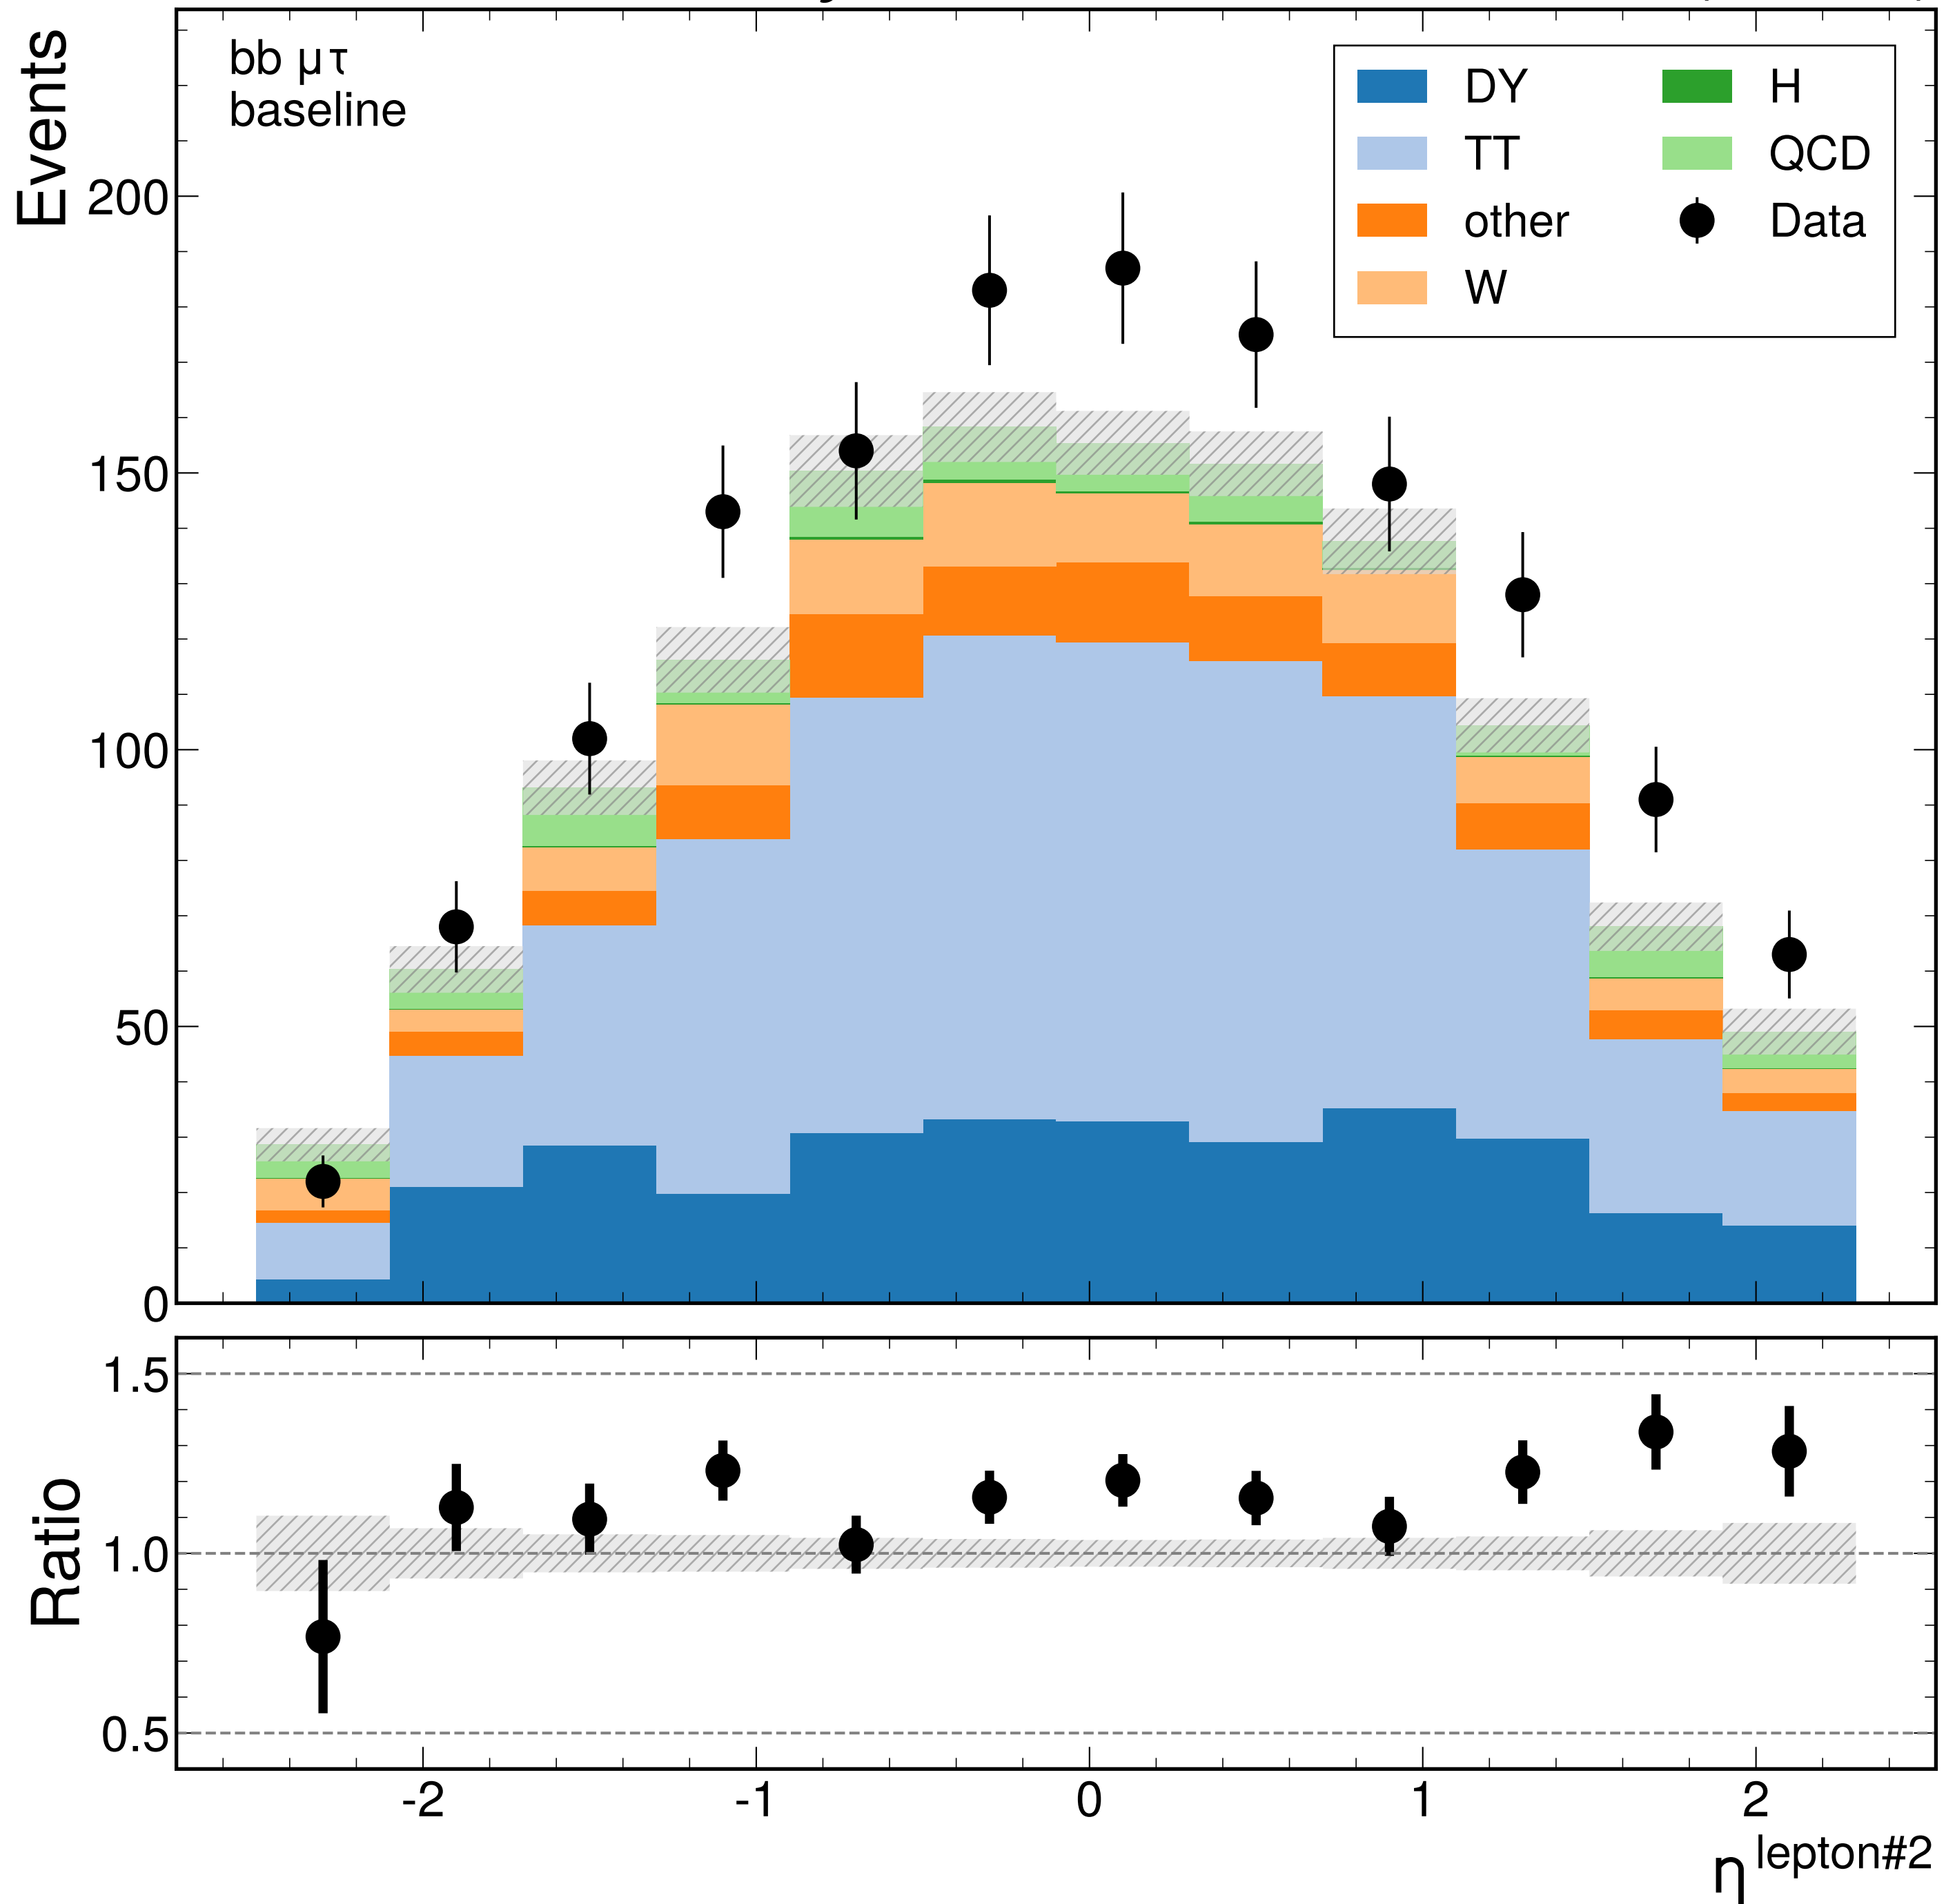 Events
bb μτ
baseline
DY
TT
other
W
H
QCD
Data
200
150
100
50
0
Ratio
1.5
1.0
0.5
-2 -1 0 1 2
η lepton#2